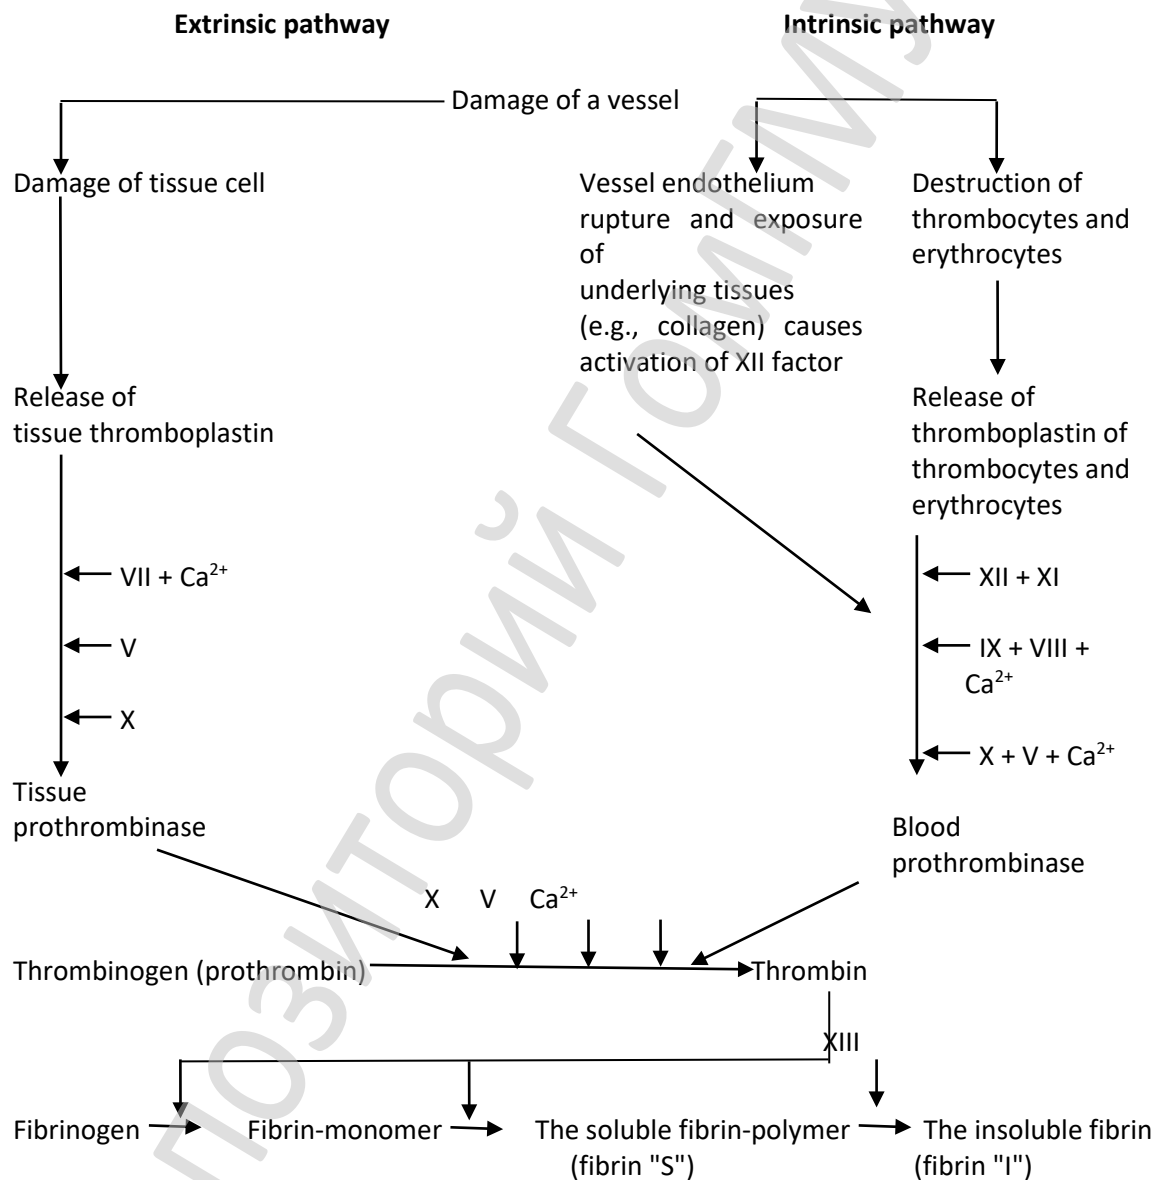 Extrinsic pathway
Intrinsic pathway
Damage of a vessel
Damage of tissue cell
Vessel endothelium
rupture and exposure
of
underlying tissues
(e.g., collagen) causes
activation of XII factor
Destruction of
thrombocytes and
erythrocytes
Release of
tissue thromboplastin
Release of
thromboplastin of
thrombocytes and
erythrocytes
VII + Ca²⁺
V
X
XII + XI
IX + VIII +
Ca²⁺
X + V + Ca²⁺
Tissue
prothrombinase
Blood
prothrombinase
X V Ca²⁺
Thrombinogen (prothrombin)
Thrombin
XIII
Fibrinogen
Fibrin-monomer
The soluble fibrin-polymer
(fibrin "S")
The insoluble fibrin
(fibrin "I")
позиторий ГомГМУ